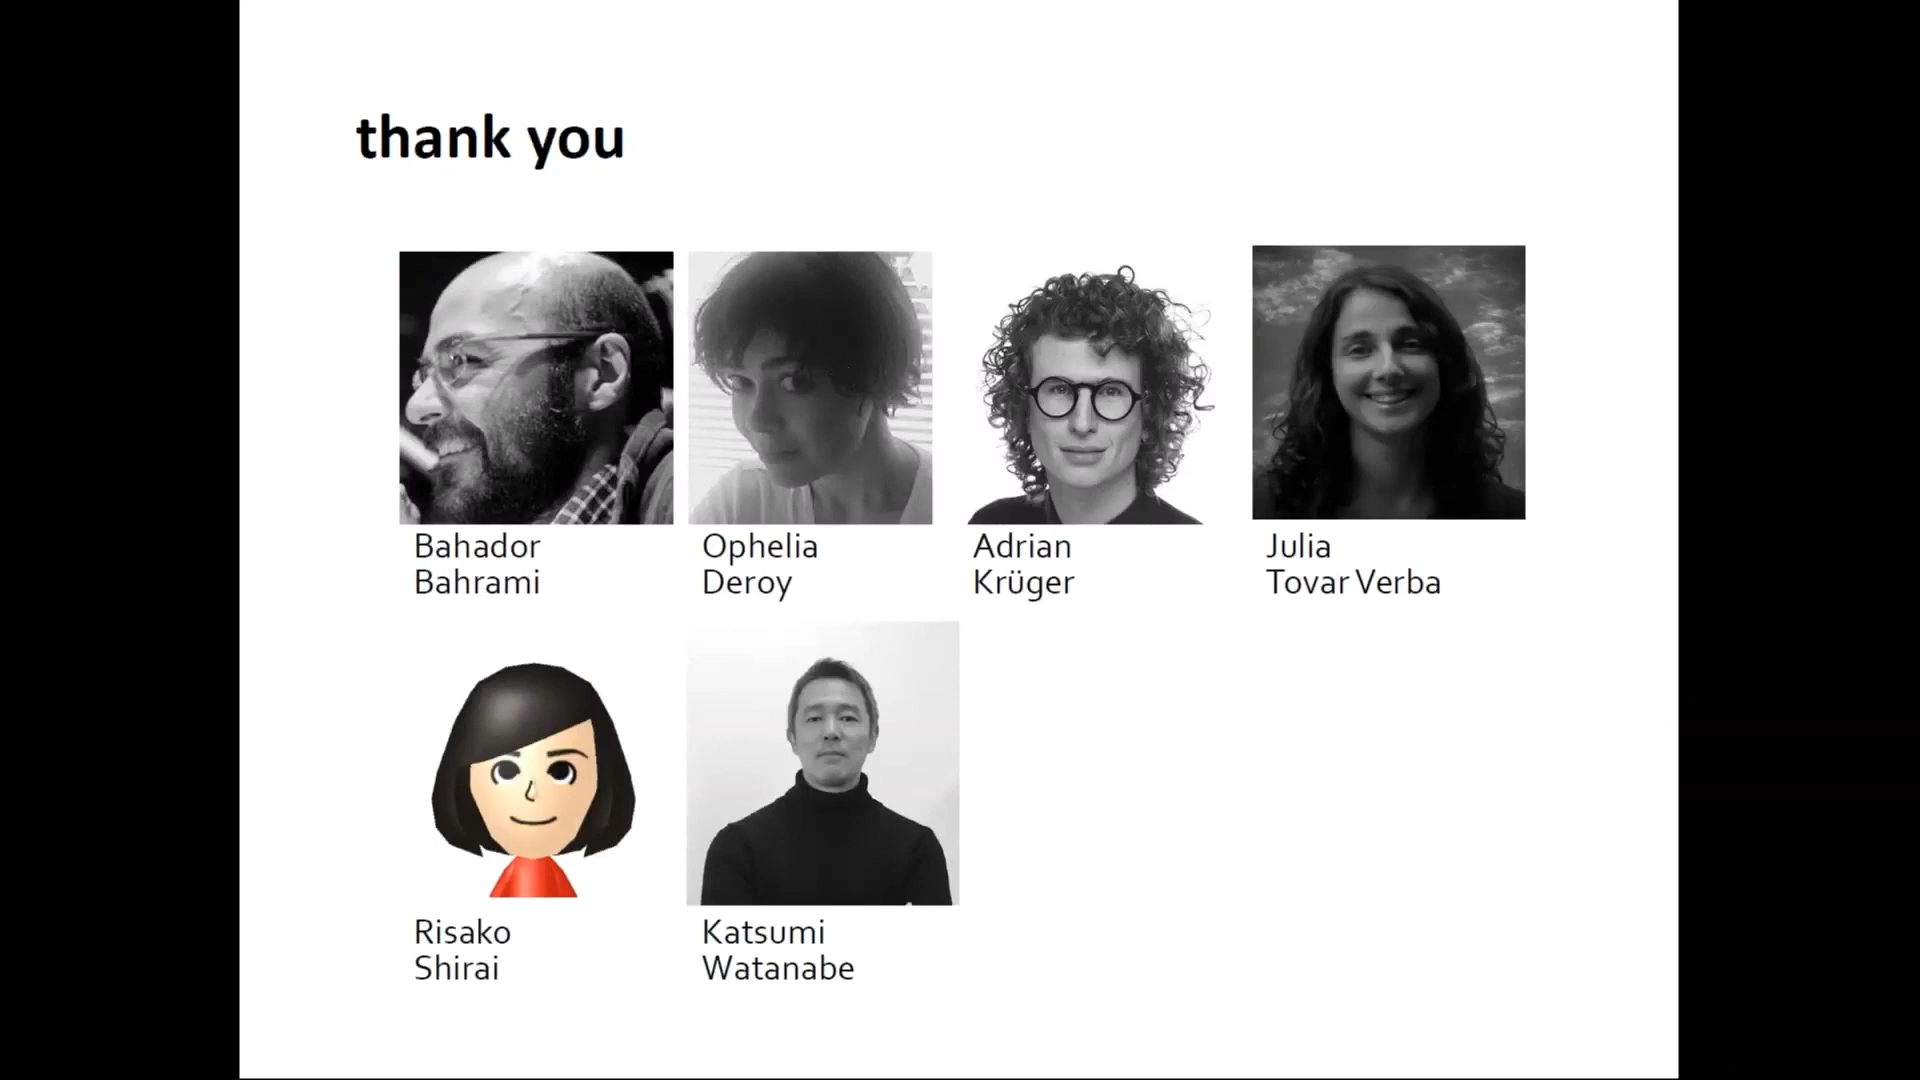 thank you
Bahador
Bahrami
Ophelia
Deroy
Adrian
Krüger
Julia
Tovar Verba
Risako
Shirai
Katsumi
Watanabe